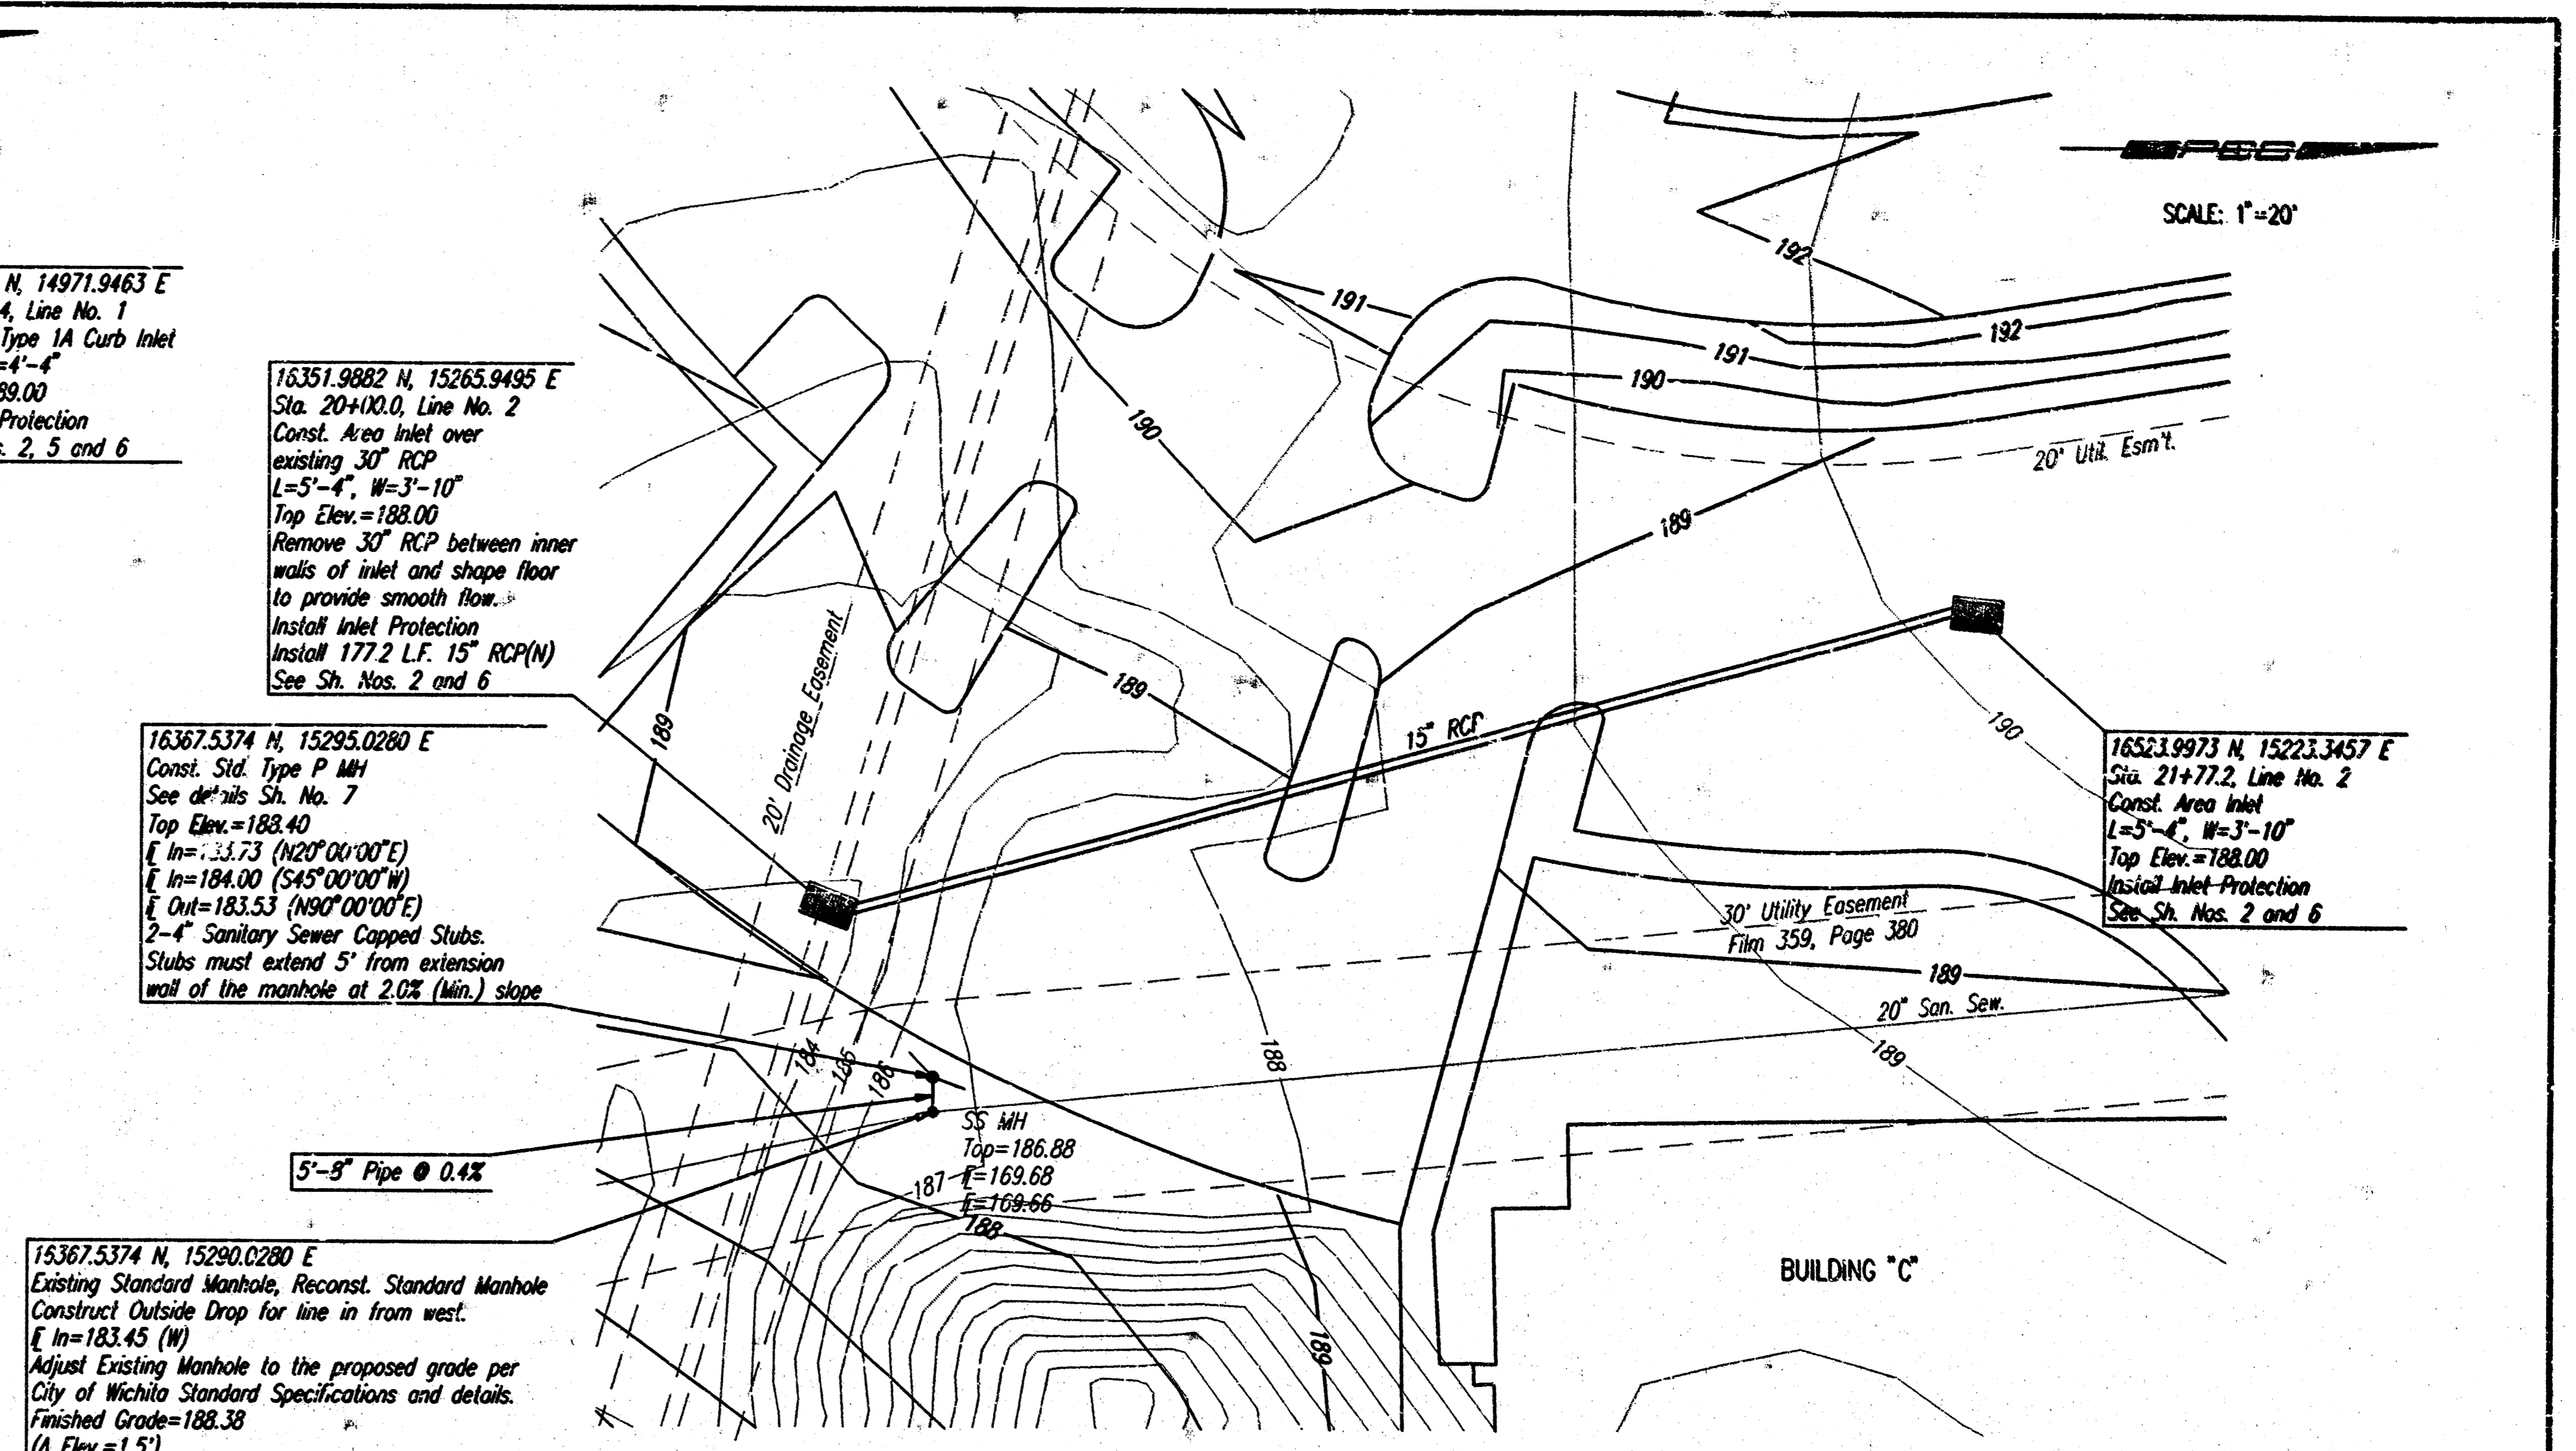 N, 14971.9463 E
4, Line No. 1
Type 1A Curb Inlet
=4'-4"
89.00
Protection
s. 2, 5 and 6
16351.9882 N, 15265.9495 E
Sta. 20+00.0, Line No. 2
Const. Area Inlet over
existing 30" RCP
L=5'-4", W=3'-10"
Top Elev.=188.00
Remove 30" RCP between inner
walls of inlet and shape floor
to provide smooth flow.
Install Inlet Protection
Install 177.2 L.F. 15" RCP(N)
See Sh. Nos. 2 and 6
16367.5374 N, 15295.0280 E
Const. Std. Type P MH
See details Sh. No. 7
Top Elev.=188.40
In= (N20°00'00"E)
In=184.00 (S45°00'00"W)
Out=183.53 (N90°00'00"E)
2-4" Sanitary Sewer Capped Stubs.
Stubs must extend 5' from extension
wall of the manhole at 2.0% (Min.) slope
5'-8" Pipe @ 0.4%
16367.5374 N, 15290.0280 E
Existing Standard Manhole, Reconst. Standard Manhole
Construct Outside Drop for line in from west.
In=183.45 (W)
Adjust Existing Manhole to the proposed grade per
City of Wichita Standard Specifications and details.
Finished Grade=188.38
(Δ Elev.=1.5')
SCALE: 1"=20'
192
191
192
191
190
190
20' Util. Esm't.
189
189
189
20' Drainage Easement
15" RCP
190
16523.9973 N, 15223.3457 E
Sta. 21+77.2, Line No. 2
Const. Area Inlet
L=5'-4", W=3'-10"
Top Elev.=188.00
Install Inlet Protection
See Sh. Nos. 2 and 6
30' Utility Easement
Film 359, Page 380
189
20" San. Sew.
189
188
184
185
186
SS MH
Top=186.88
=169.68
=169.66
187
188
189
BUILDING "C"